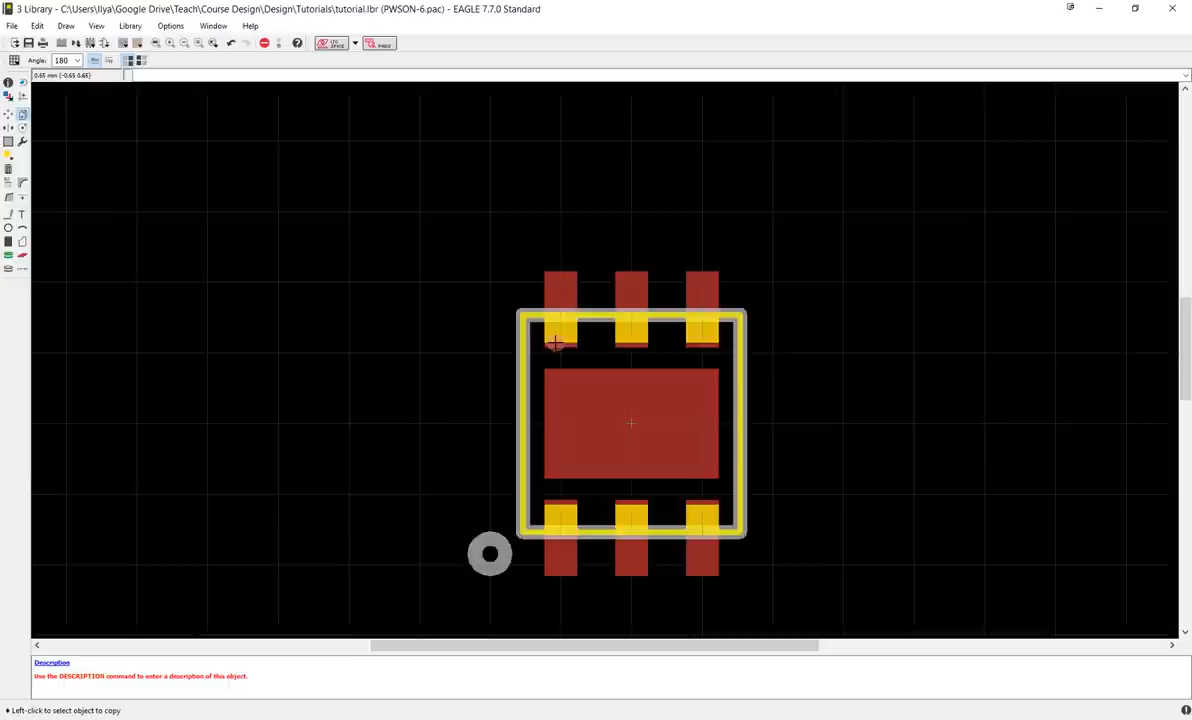 3 Library - C:\Users\Ilya\Google Drive\Teach\Course Design\Design\Tutorials\tutorial.lbr (PWSON-6.pac) - EAGLE 7.7.0 Standard
File Edit Draw View Library Options Window Help
Angle: 180
0.65 mm (-0.65 0.65)
Description
Use the DESCRIPTION command to enter a description of this object.
Left-click to select object to copy